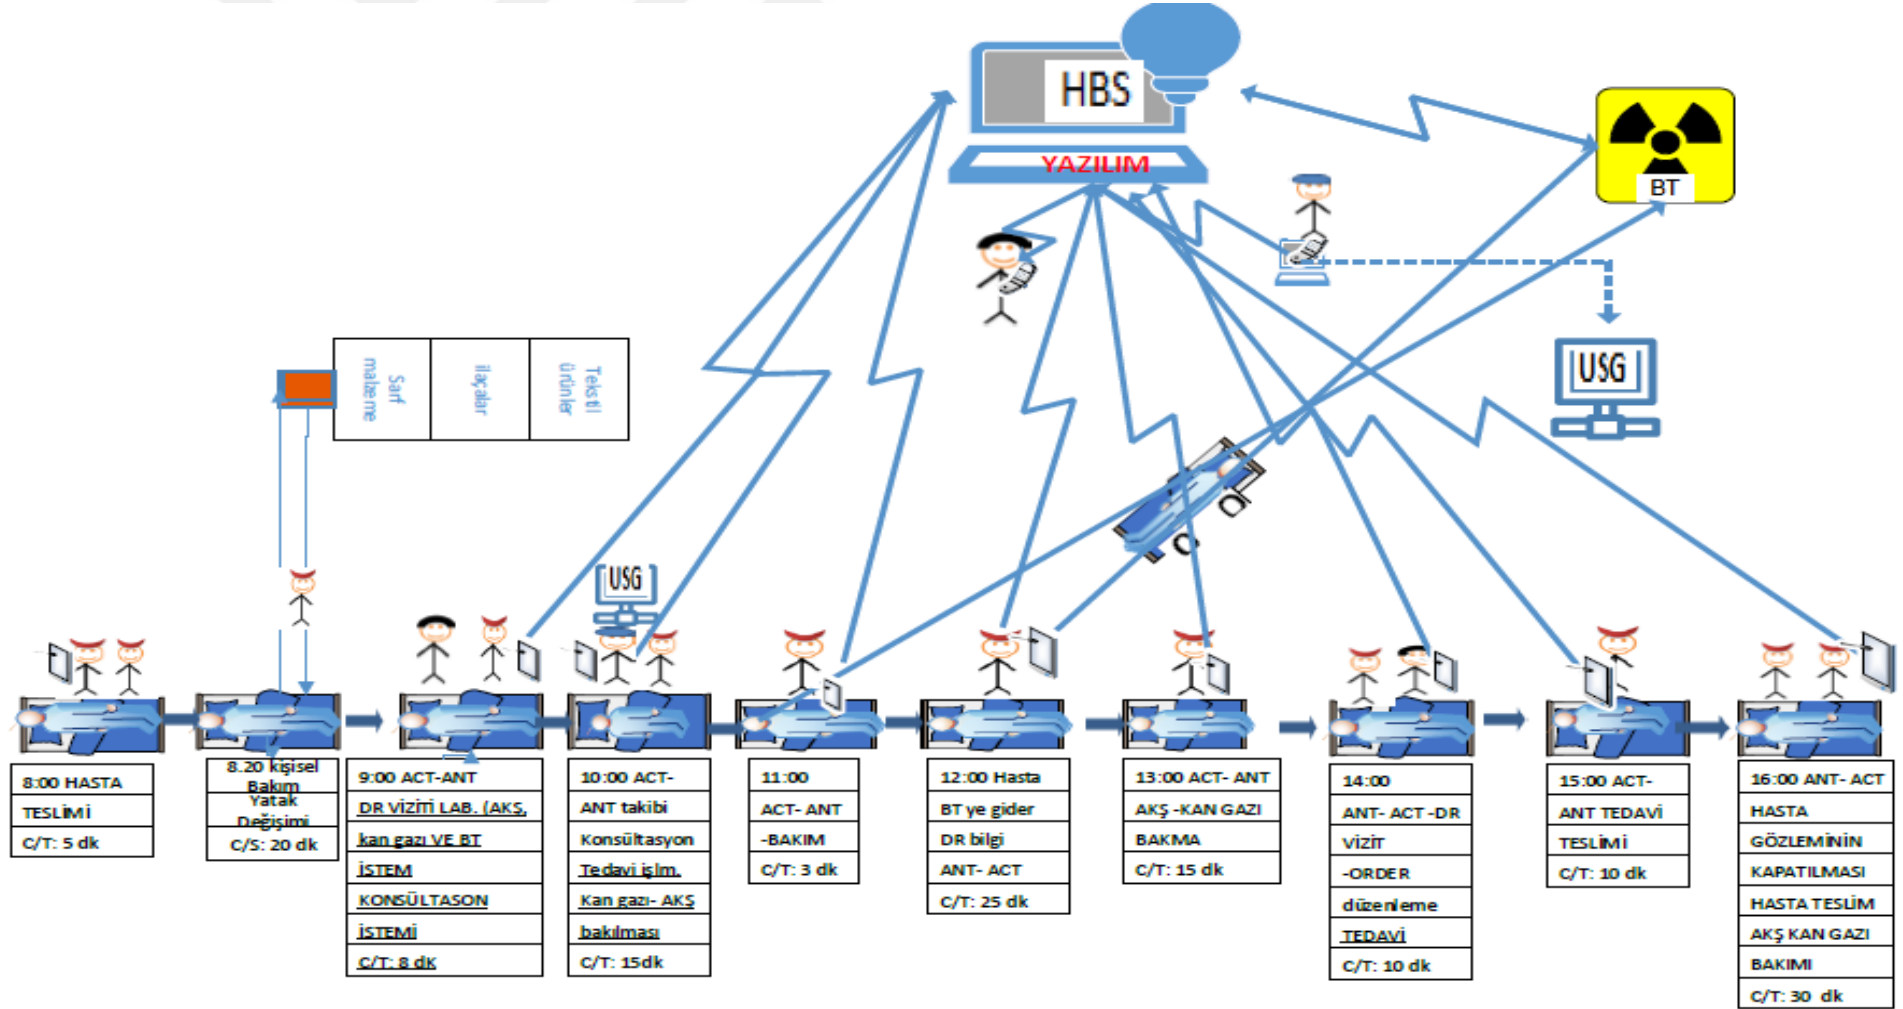 HBS
YAZILIM
BT
USG
Sarf
malzeme
ilaçalar
Tekstil
ürünler
USG
8:00 HASTA
TESLİMİ
C/T: 5 dk
8.20 kişisel
Bakım
Yatak
Değişimi
C/S: 20 dk
9:00 ACT-ANT
DR VİZİTİ LAB. (AKŞ,
kan gazı VE BT
İSTEM
KONSÜLTASON
İSTEMİ
C/T: 8 dk
10:00 ACT-
ANT takibi
Konsültasyon
Tedavi işlm.
Kan gazı- AKŞ
bakılması
C/T: 15dk
11:00
ACT- ANT
-BAKIM
C/T: 3 dk
12:00 Hasta
BT ye gider
DR bilgi
ANT- ACT
C/T: 25 dk
13:00 ACT- ANT
AKŞ -KAN GAZI
BAKMA
C/T: 15 dk
14:00
ANT- ACT -DR
VİZİT
-ORDER
düzenleme
TEDAVİ
C/T: 10 dk
15:00 ACT-
ANT TEDAVİ
TESLİMİ
C/T: 10 dk
16:00 ANT- ACT
HASTA
GÖZLEMİNİN
KAPATILMASI
HASTA TESLİM
AKŞ KAN GAZI
BAKIMI
C/T: 30 dk